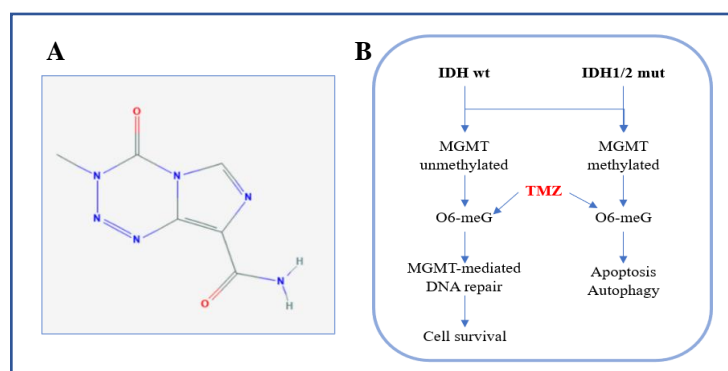 A
B
O
N
N
N
N
N
O
N
H
H
IDH wt
IDH1/2 mut
MGMT
unmethylated
MGMT
methylated
TMZ
O6-meG
O6-meG
MGMT-mediated
DNA repair
Apoptosis
Autophagy
Cell survival